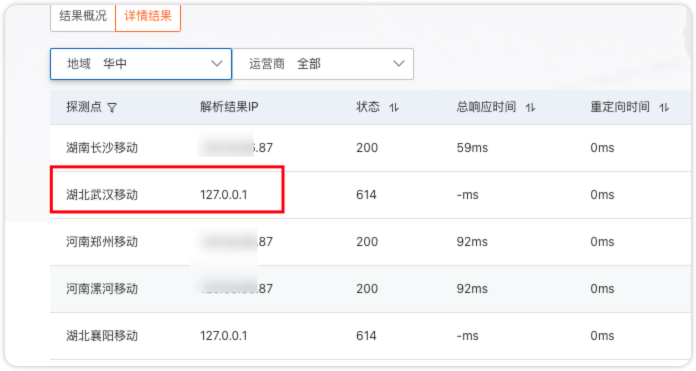 结果概况 详情结果
地域 华中 运营商 全部
探测点 解析结果IP 状态 总响应时间 重定向时间
湖南长沙移动 .87 200 59ms 0ms
湖北武汉移动 127.0.0.1 614 -ms 0ms
河南郑州移动 .87 200 92ms 0ms
河南漯河移动 .87 200 92ms 0ms
湖北襄阳移动 127.0.0.1 614 -ms 0ms